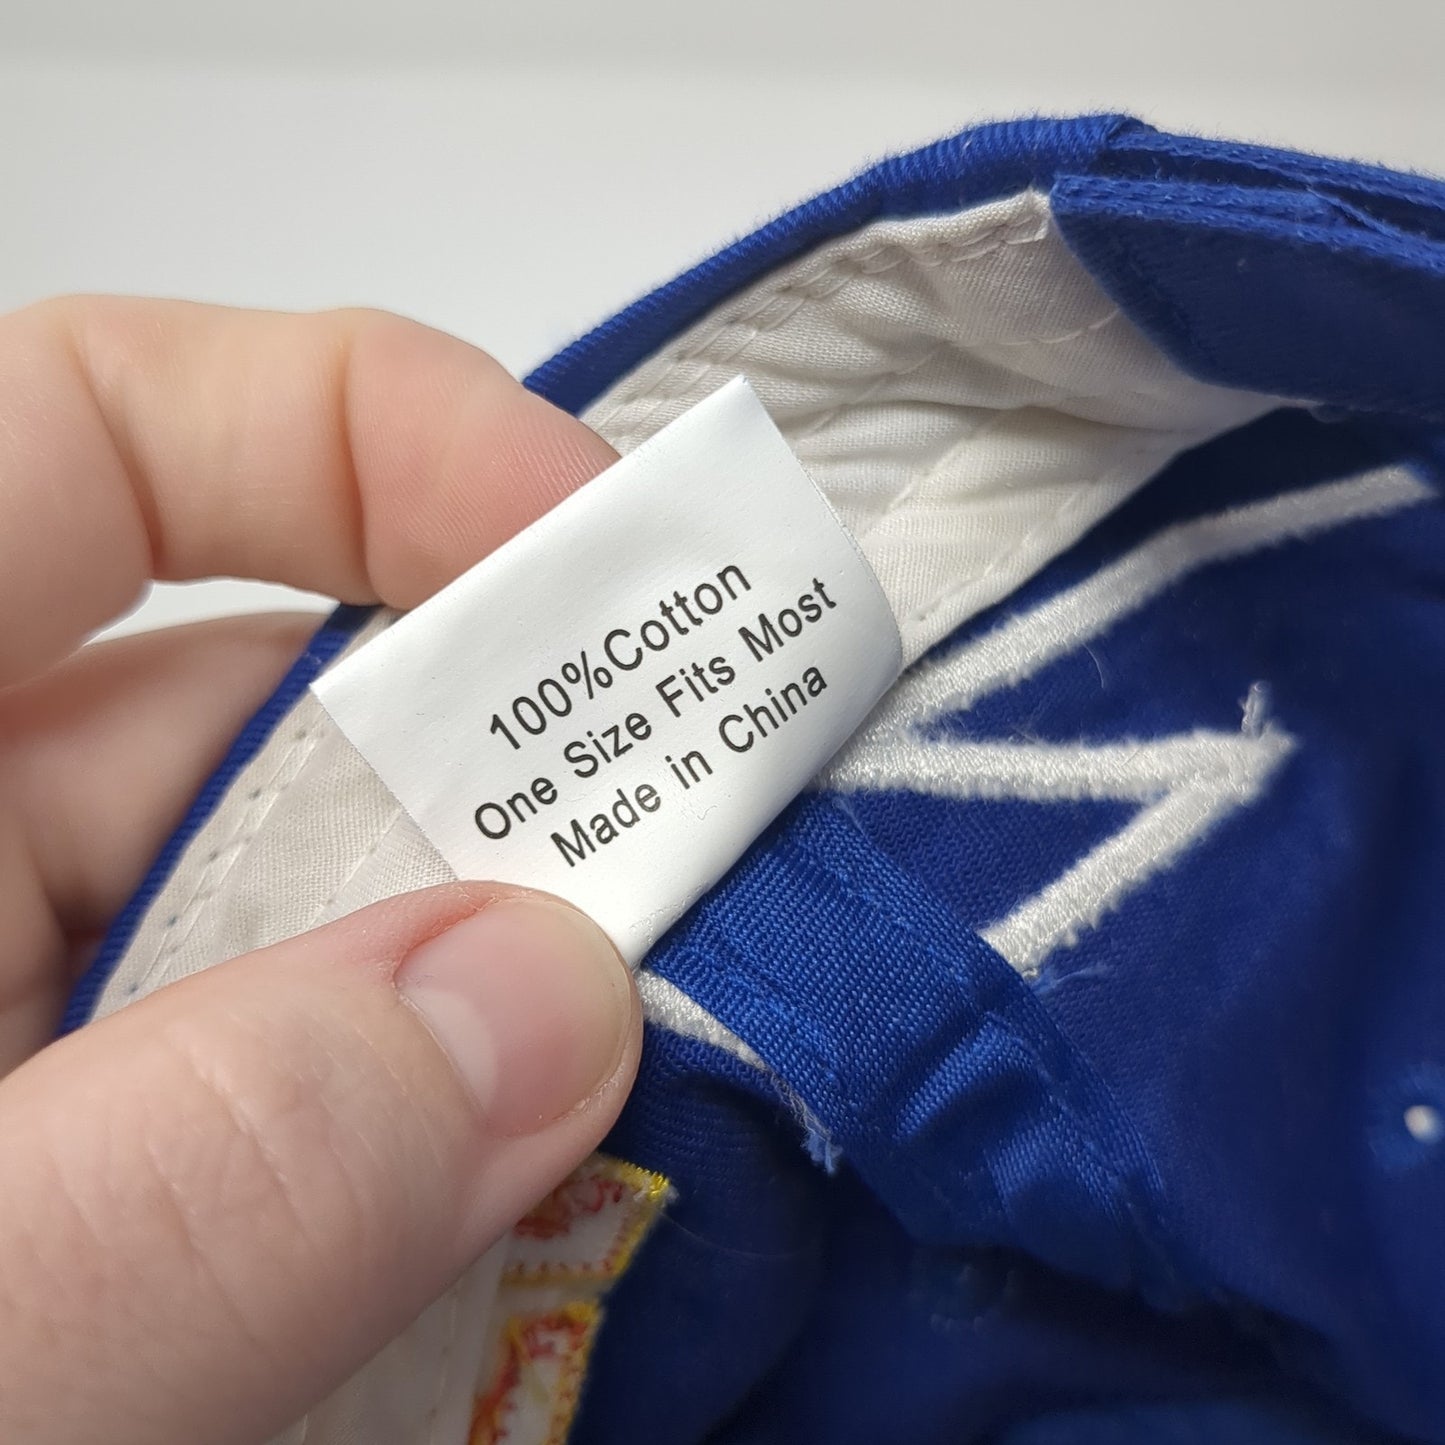 100%Cotton
One Size Fits Most
Made in China